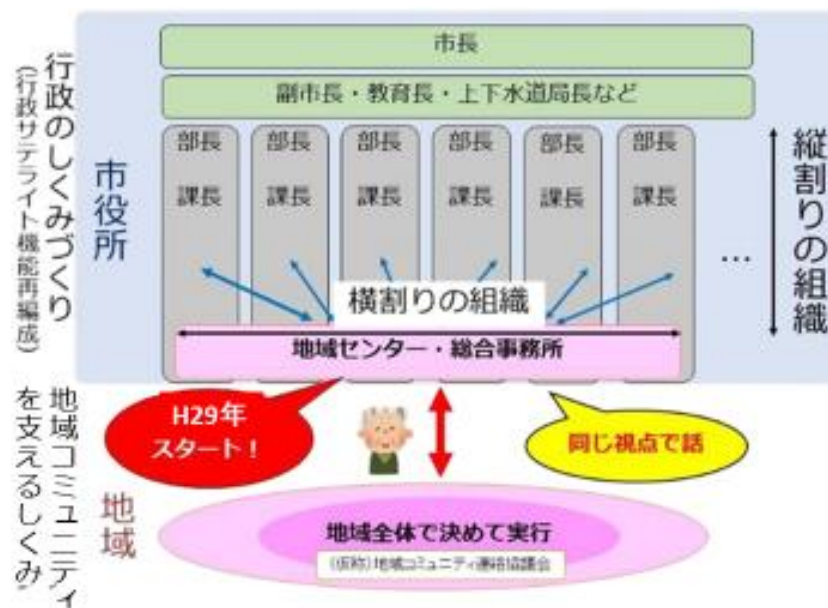 行政のしくみづくり
(行政サテライト機能再編成)
市役所
市長
副市長・教育長・上下水道局長など
部長 部長 部長 部長 部長 部長
課長 課長 課長 課長 課長 課長
…
縦割りの組織
横割りの組織
地域センター・総合事務所
H29年
スタート！
同じ視点で話
地域コミュニティ
を支えるしくみ
地域
地域全体で決めて実行
(仮称)地域コミュニティ連絡協議会